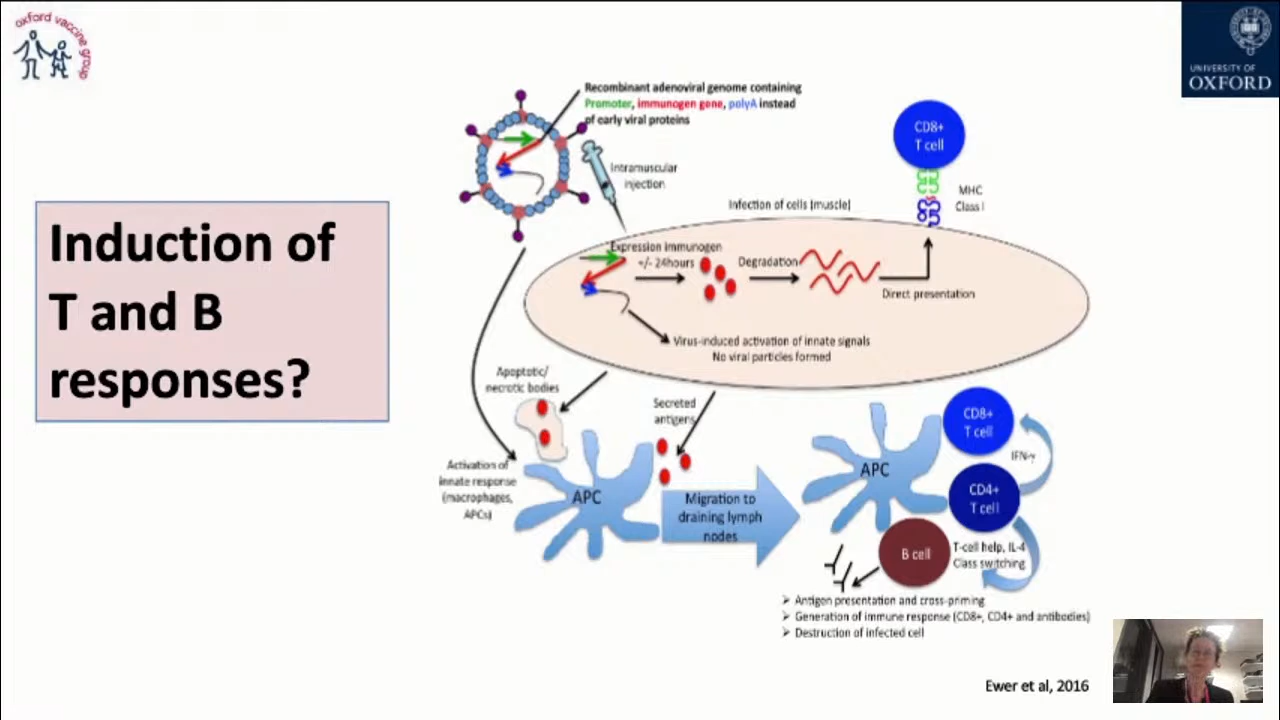 oxford vaccine group
UNIVERSITY OF
OXFORD
Induction of
T and B
responses?
Recombinant adenoviral genome containing
Promoter, immunogen gene, polyA instead
of early viral proteins
Intramuscular
injection
CD8+
T cell
MHC
Class I
Infection of cells (muscle)
Expression immunogen
+/- 24hours
Degradation
Direct presentation
Virus-induced activation of innate signals
No viral particles formed
Apoptotic/
necrotic bodies
Secreted
antigens
Activation of
innate response
(macrophages,
APCs)
APC
Migration to
draining lymph
nodes
APC
CD8+
T cell
IFN-γ
CD4+
T cell
B cell
T-cell help, IL-4
Class switching
➢ Antigen presentation and cross-priming
➢ Generation of immune response (CD8+, CD4+ and antibodies)
➢ Destruction of infected cell
Ewer et al, 2016